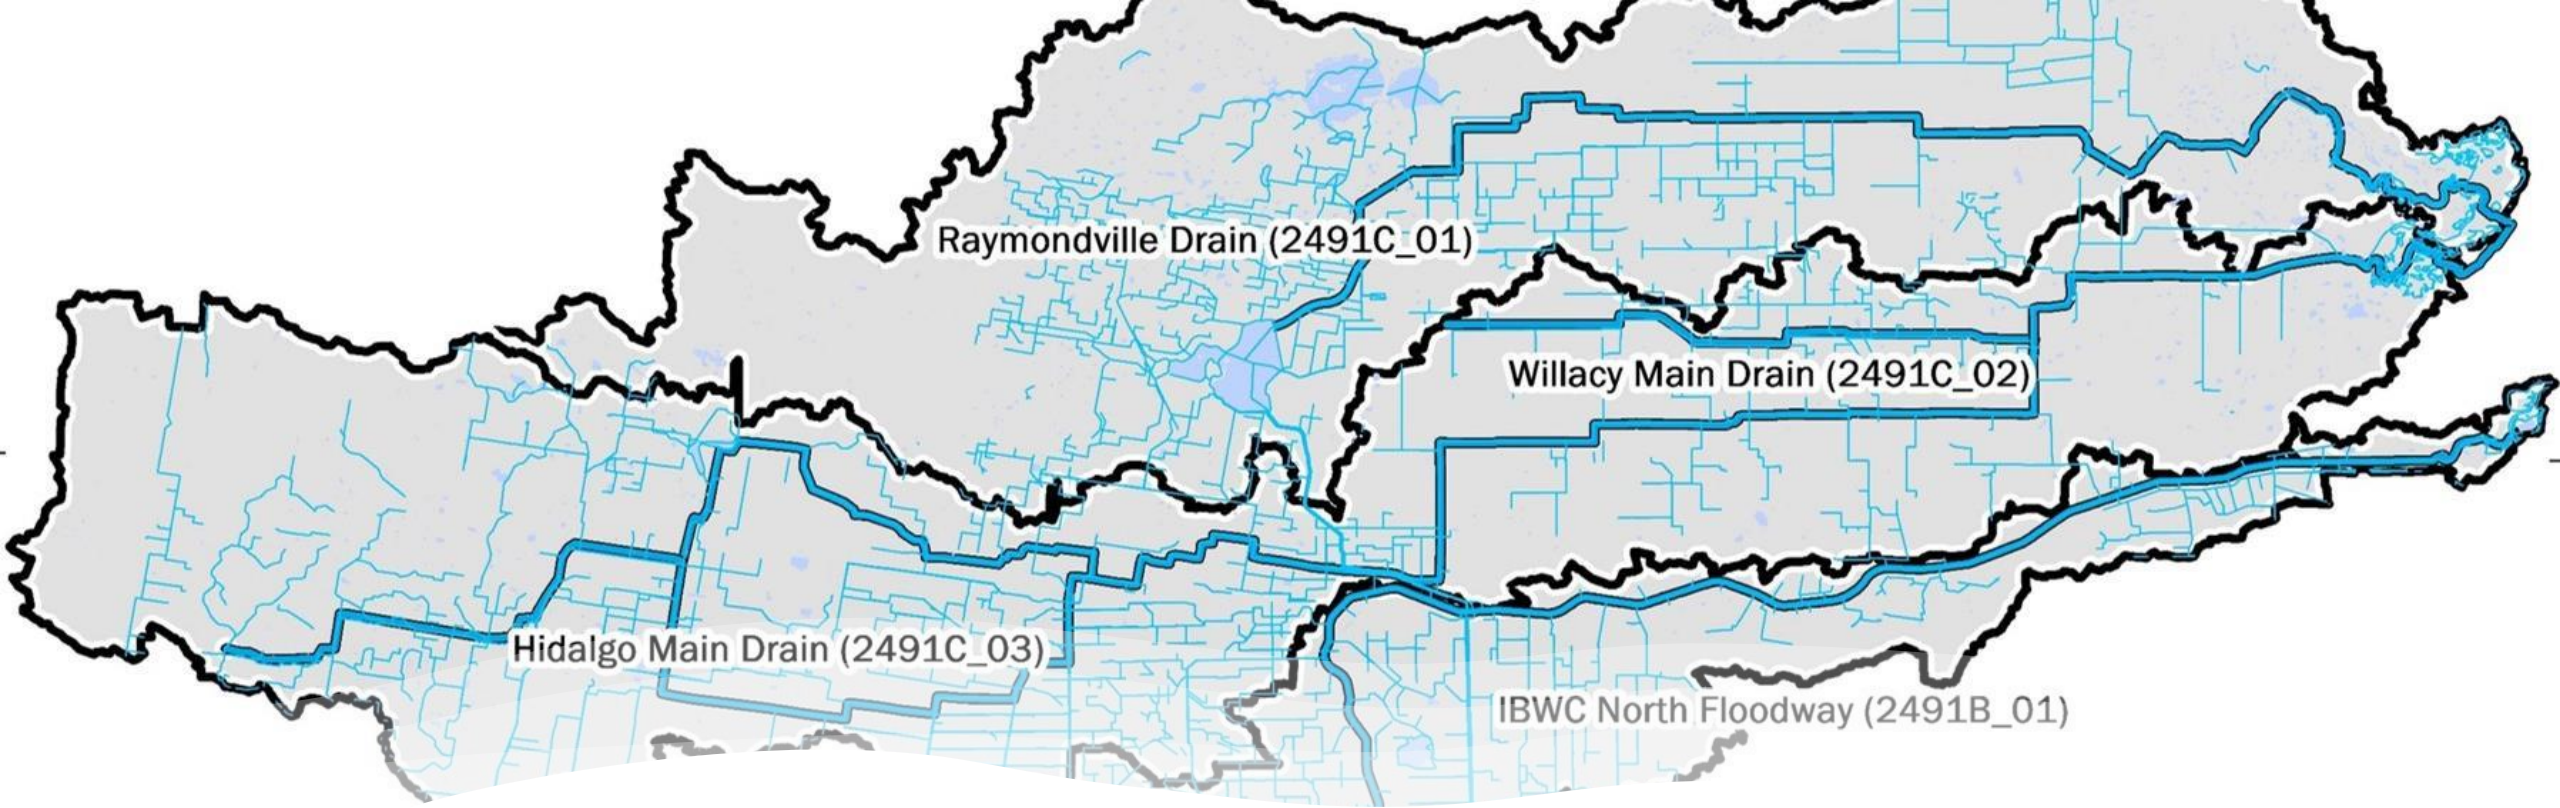 Raymondville Drain (2491C_01)
Willacy Main Drain (2491C_02)
Hidalgo Main Drain (2491C_03)
IBWC North Floodway (2491B_01)